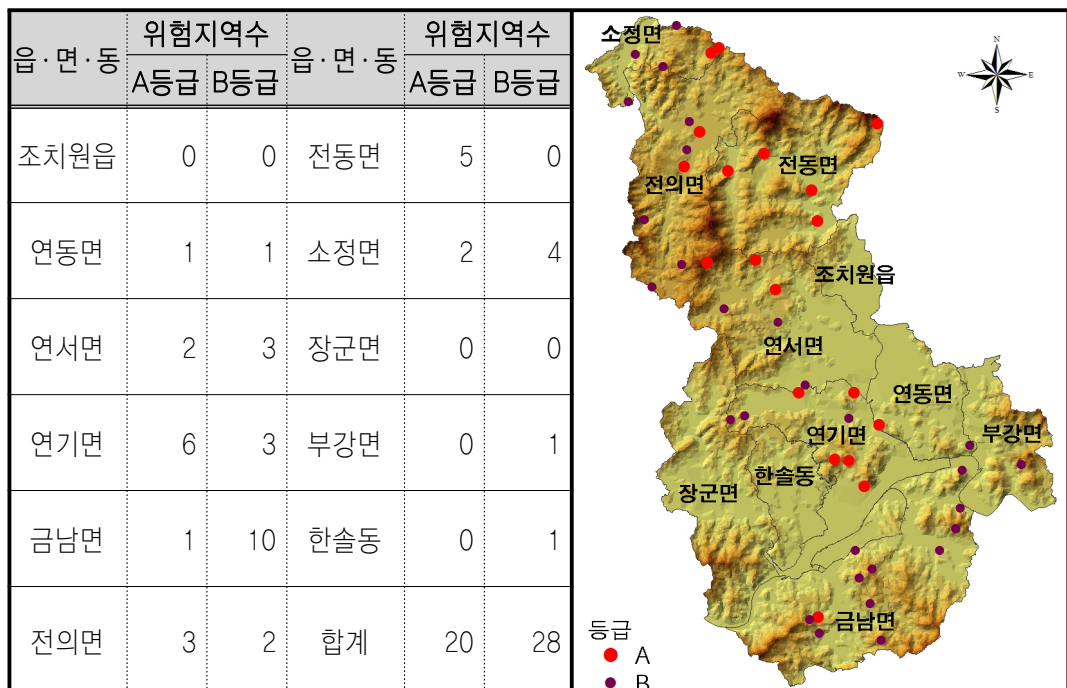 읍·면·동 위험지역수 읍·면·동 위험지역수
A등급 B등급 A등급 B등급
조치원읍 0 0 전동면 5 0
연동면 1 1 소정면 2 4
연서면 2 3 장군면 0 0
연기면 6 3 부강면 0 1
금남면 1 10 한솔동 0 1
전의면 3 2 합계 20 28
소정면
N
W E
S
전동면
전의면
조치원읍
연서면
연동면
연기면 부강면
한솔동
장군면
금남면
등급
A
B